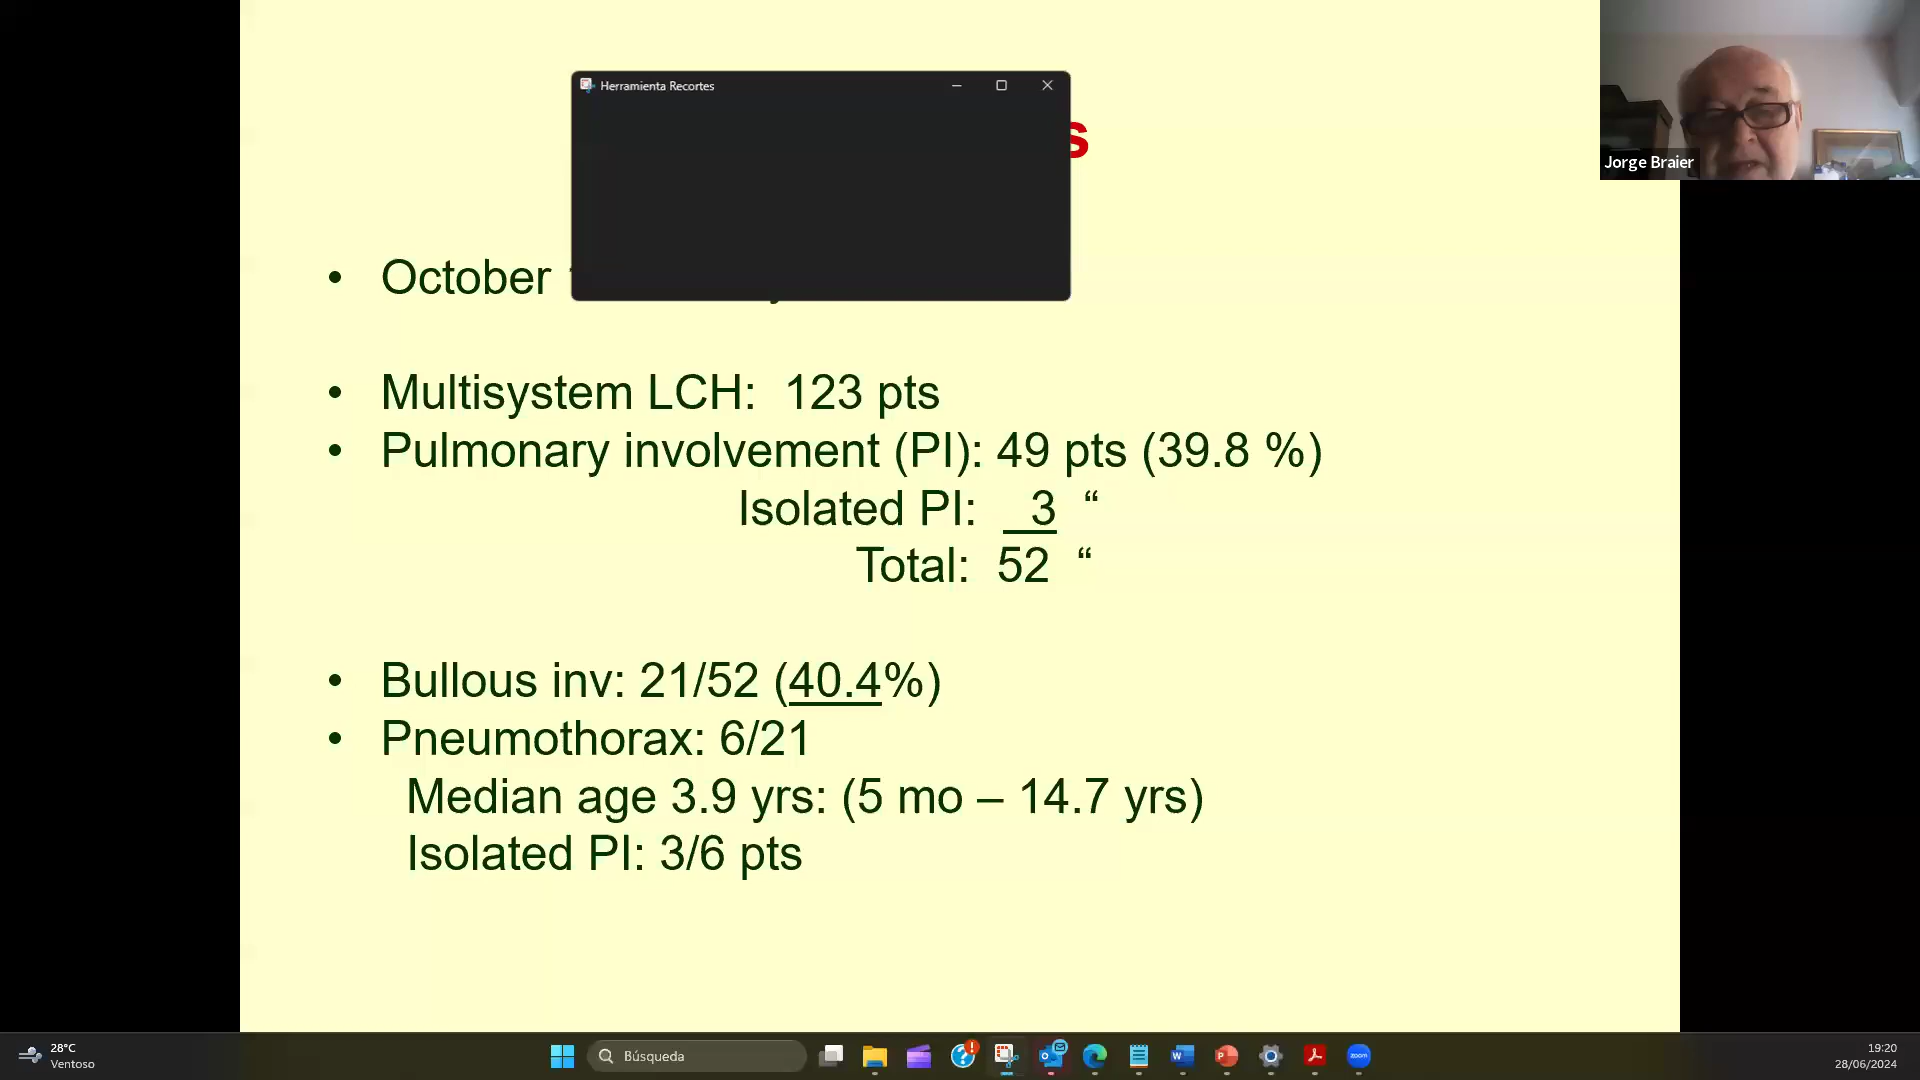 Herramienta Recortes
s
Jorge Braier
• October
• Multisystem LCH: 123 pts
• Pulmonary involvement (PI): 49 pts (39.8 %)
Isolated PI: 3 “
Total: 52 “
• Bullous inv: 21/52 (40.4%)
• Pneumothorax: 6/21
Median age 3.9 yrs: (5 mo – 14.7 yrs)
Isolated PI: 3/6 pts
28°C
Ventoso
Búsqueda
zoom
19:20
28/06/2024